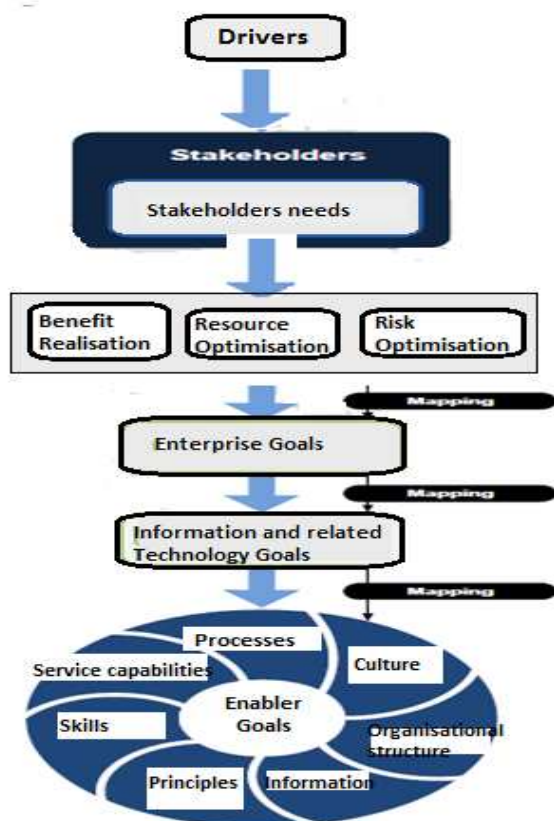 Drivers
Stakeholders
Stakeholders needs
Benefit
Realisation
Resource
Optimisation
Risk
Optimisation
Mapping
Enterprise Goals
Mapping
Information and related
Technology Goals
Mapping
Processes
Culture
Service capabilities
Enabler
Goals
Skills
Organisational
structure
Principles
Information